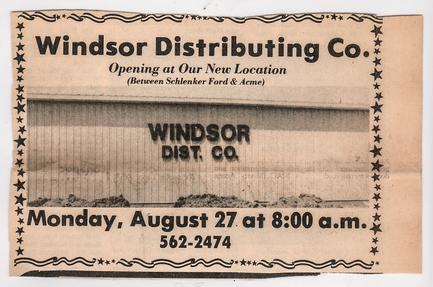 Windsor Distributing Co.
Opening at Our New Location
(Between Schlenker Ford & Acme)
WINDSOR
DIST. CO.
Monday, August 27 at 8:00 a.m.
562-2474